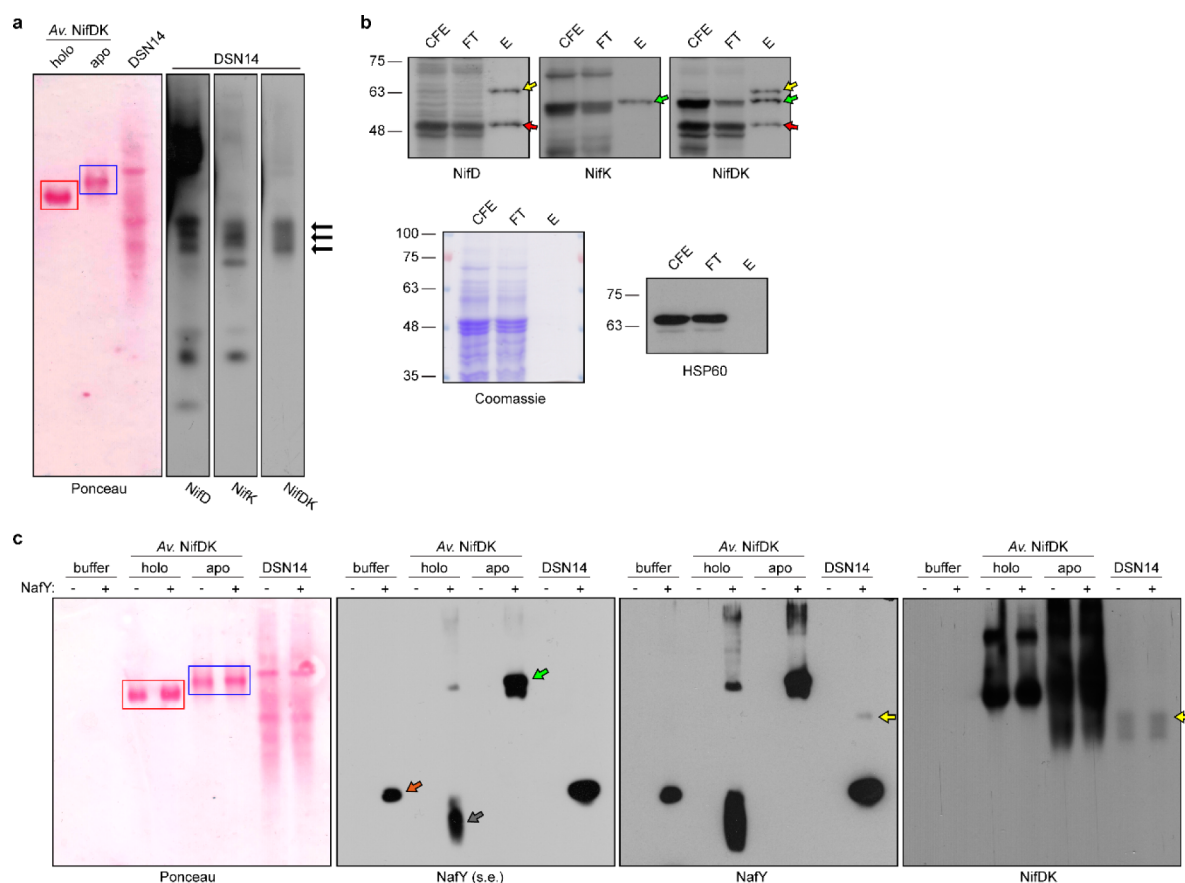 a
Av. NifDK
holo
apo
DSN14
DSN14
Ponceau
NifD
NifK
NifDK
b
CFE FT E
CFE FT E
CFE FT E
75
63
48
NifD NifK NifDK
CFE FT E
100
75
63
48
35
Coomassie
CFE FT E
75
63
HSP60
c
Av. NifDK
Av. NifDK
Av. NifDK
Av. NifDK
buffer holo apo DSN14
buffer holo apo DSN14
buffer holo apo DSN14
buffer holo apo DSN14
NafY: - + - + - + - +
- + - + - + - +
- + - + - + - +
- + - + - + - +
Ponceau
NafY (s.e.)
NafY
NifDK